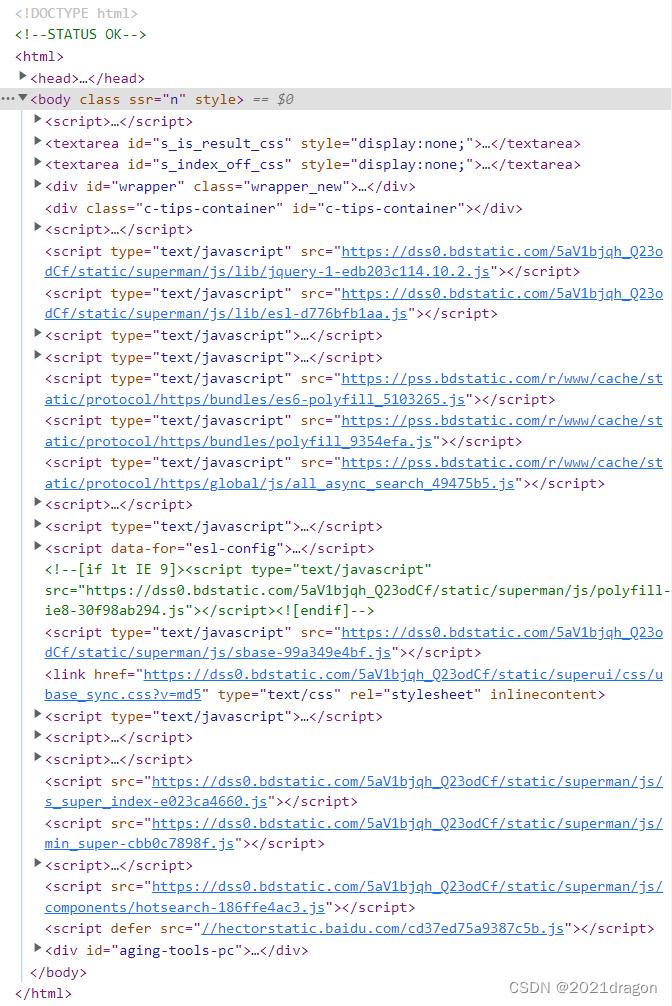 <!DOCTYPE html>
<!--STATUS OK-->
<html>
<head>…</head>
<body class ssr="n" style> == $0
<script>…</script>
<textarea id="s_is_result_css" style="display:none;">…</textarea>
<textarea id="s_index_off_css" style="display:none;">…</textarea>
<div id="wrapper" class="wrapper_new">…</div>
<div class="c-tips-container" id="c-tips-container"></div>
<script>…</script>
<script type="text/javascript" src="https://dss0.bdstatic.com/5aV1bjqh_Q23o
dCf/static/superman/js/lib/jquery-1-edb203c114.10.2.js"></script>
<script type="text/javascript" src="https://dss0.bdstatic.com/5aV1bjqh_Q23o
dCf/static/superman/js/lib/esl-d776bfb1aa.js"></script>
<script type="text/javascript">…</script>
<script type="text/javascript">…</script>
<script type="text/javascript" src="https://pss.bdstatic.com/r/www/cache/st
atic/protocol/https/bundles/es6-polyfill_5103265.js"></script>
<script type="text/javascript" src="https://pss.bdstatic.com/r/www/cache/st
atic/protocol/https/bundles/polyfill_9354efa.js"></script>
<script type="text/javascript" src="https://pss.bdstatic.com/r/www/cache/st
atic/protocol/https/global/js/all_async_search_49475b5.js"></script>
<script>…</script>
<script type="text/javascript">…</script>
<script data-for="esl-config">…</script>
<!--[if lt IE 9]><script type="text/javascript"
src="https://dss0.bdstatic.com/5aV1bjqh_Q23odCf/static/superman/js/polyfill-
ie8-30f98ab294.js"></script><![endif]-->
<script type="text/javascript" src="https://dss0.bdstatic.com/5aV1bjqh_Q23o
dCf/static/superman/js/sbase-99a349e4bf.js"></script>
<link href="https://dss0.bdstatic.com/5aV1bjqh_Q23odCf/static/superui/css/u
base_sync.css?v=md5" type="text/css" rel="stylesheet" inlinecontent>
<script type="text/javascript">…</script>
<script>…</script>
<script>…</script>
<script src="https://dss0.bdstatic.com/5aV1bjqh_Q23odCf/static/superman/js/
s_super_index-e023ca4660.js"></script>
<script src="https://dss0.bdstatic.com/5aV1bjqh_Q23odCf/static/superman/js/
min_super-cbb0c7898f.js"></script>
<script>…</script>
<script src="https://dss0.bdstatic.com/5aV1bjqh_Q23odCf/static/superman/js/
components/hotsearch-186ffe4ac3.js"></script>
<script defer src="//hectorstatic.baidu.com/cd37ed75a9387c5b.js"></script>
<div id="aging-tools-pc">…</div>
</body>
</html>
CSDN @2021dragon